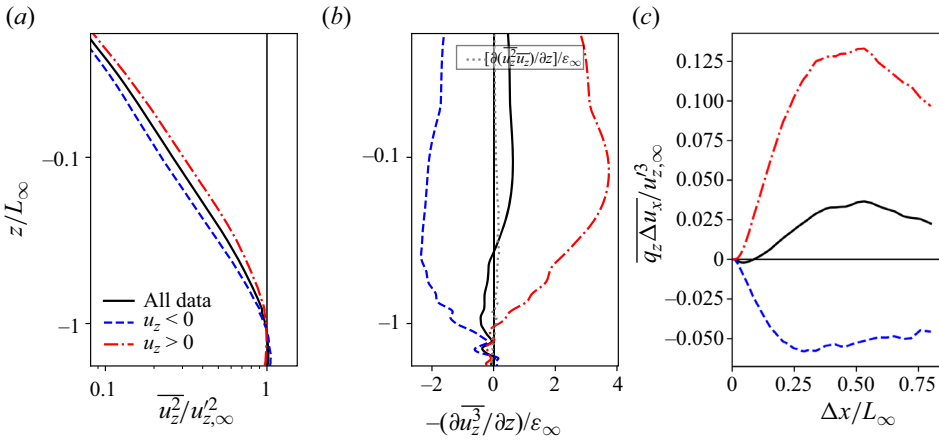 (a)
z/L∞
−0.1
−1
All data
u_z < 0
u_z > 0
0.1
1
\overline{u_z^2}/u'^2_{z,∞}
(b)
[∂(\overline{u_z^2}\overline{u_z})/∂z]/ε∞
−0.1
−1
−2
0
2
4
−(∂\overline{u_z^3}/∂z)/ε∞
(c)
\overline{q_z Δu_x}/u'^3_{z,∞}
0.125
0.100
0.075
0.050
0.025
0
−0.025
−0.050
0
0.25
0.50
0.75
Δx/L∞